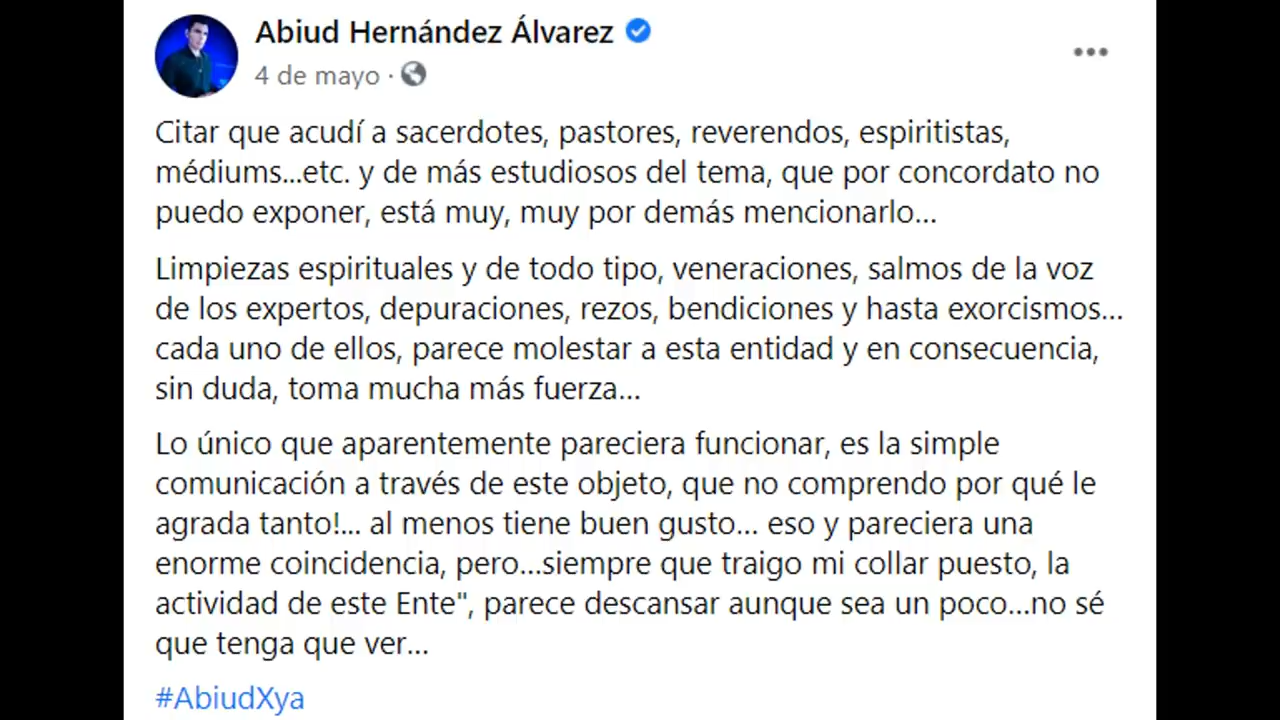 Abiud Hernández Álvarez
4 de mayo ·
Citar que acudí a sacerdotes, pastores, reverendos, espiritistas,
médiums...etc. y de más estudiosos del tema, que por concordato no
puedo exponer, está muy, muy por demás mencionarlo...
Limpiezas espirituales y de todo tipo, veneraciones, salmos de la voz
de los expertos, depuraciones, rezos, bendiciones y hasta exorcismos...
cada uno de ellos, parece molestar a esta entidad y en consecuencia,
sin duda, toma mucha más fuerza...
Lo único que aparentemente pareciera funcionar, es la simple
comunicación a través de este objeto, que no comprendo por qué le
agrada tanto!... al menos tiene buen gusto... eso y pareciera una
enorme coincidencia, pero...siempre que traigo mi collar puesto, la
actividad de este Ente", parece descansar aunque sea un poco...no sé
que tenga que ver...
#AbiudXya